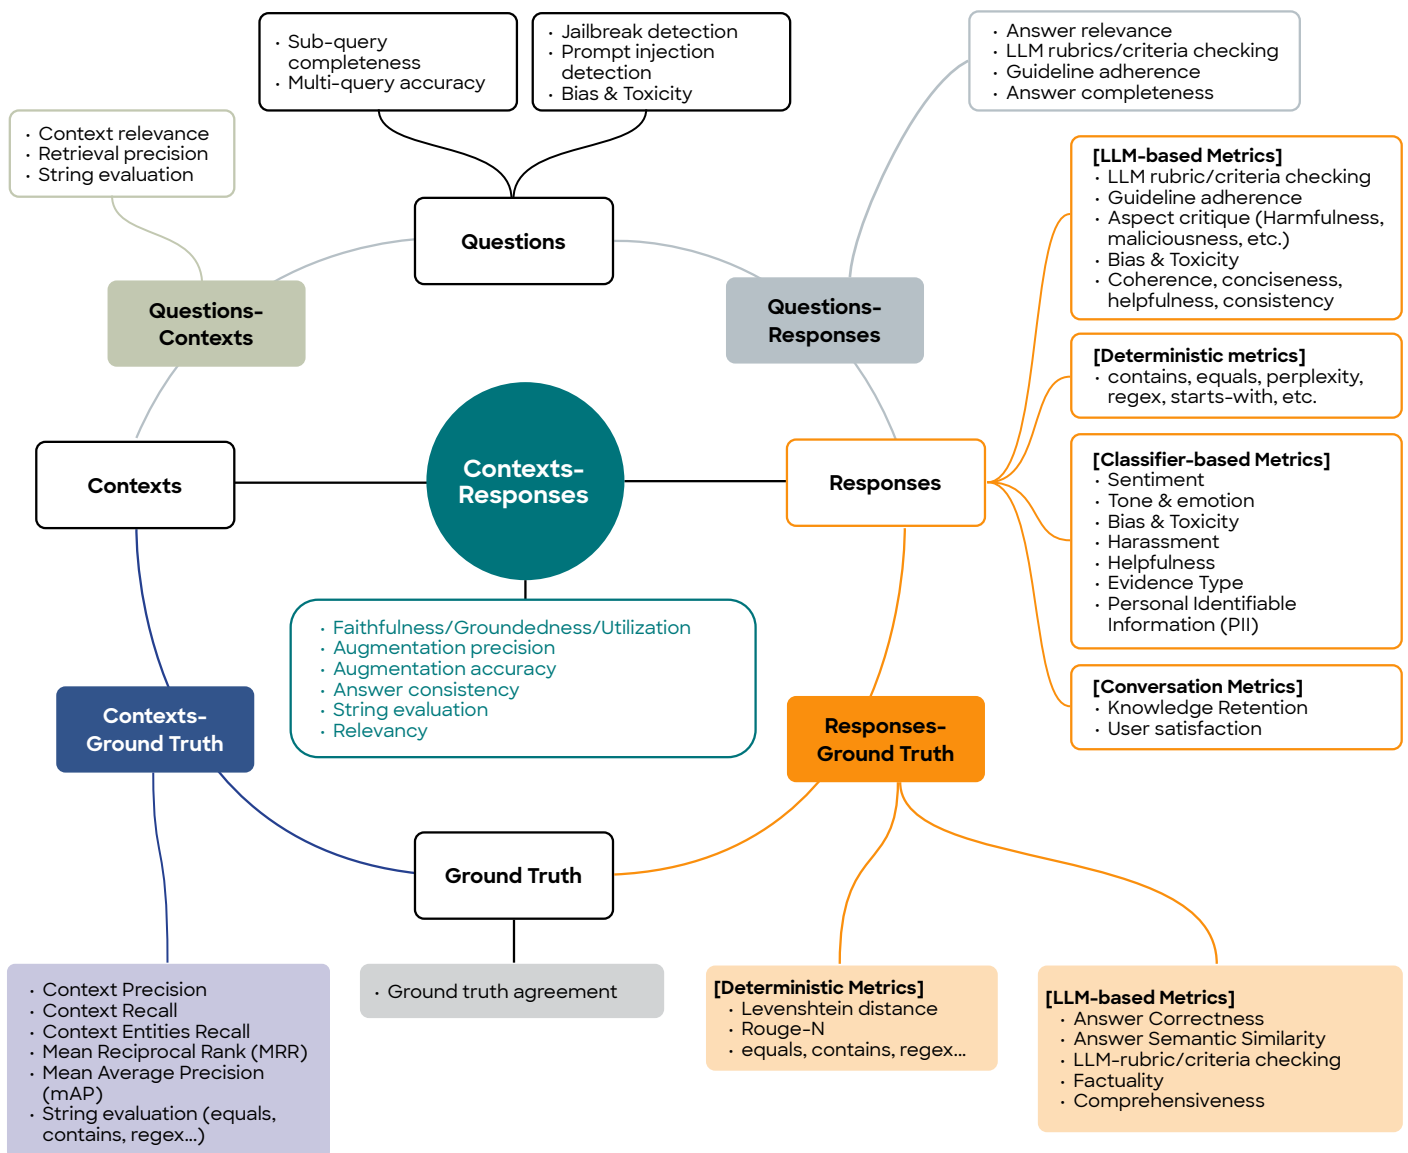 · Sub-query
completeness
· Multi-query accuracy
· Jailbreak detection
· Prompt injection
detection
· Bias & Toxicity
· Answer relevance
· LLM rubrics/criteria checking
· Guideline adherence
· Answer completeness
· Context relevance
· Retrieval precision
· String evaluation
Questions
Questions-
Contexts
Questions-
Responses
[LLM-based Metrics]
· LLM rubric/criteria checking
· Guideline adherence
· Aspect critique (Harmfulness,
maliciousness, etc.)
· Bias & Toxicity
· Coherence, conciseness,
helpfulness, consistency
[Deterministic metrics]
· contains, equals, perplexity,
regex, starts-with, etc.
Contexts
Contexts-
Responses
Responses
[Classifier-based Metrics]
· Sentiment
· Tone & emotion
· Bias & Toxicity
· Harassment
· Helpfulness
· Evidence Type
· Personal Identifiable
Information (PII)
· Faithfulness/Groundedness/Utilization
· Augmentation precision
· Augmentation accuracy
· Answer consistency
· String evaluation
· Relevancy
[Conversation Metrics]
· Knowledge Retention
· User satisfaction
Contexts-
Ground Truth
Responses-
Ground Truth
Ground Truth
· Context Precision
· Context Recall
· Context Entities Recall
· Mean Reciprocal Rank (MRR)
· Mean Average Precision
(mAP)
· String evaluation (equals,
contains, regex...)
· Ground truth agreement
[Deterministic Metrics]
· Levenshtein distance
· Rouge-N
· equals, contains, regex...
[LLM-based Metrics]
· Answer Correctness
· Answer Semantic Similarity
· LLM-rubric/criteria checking
· Factuality
· Comprehensiveness